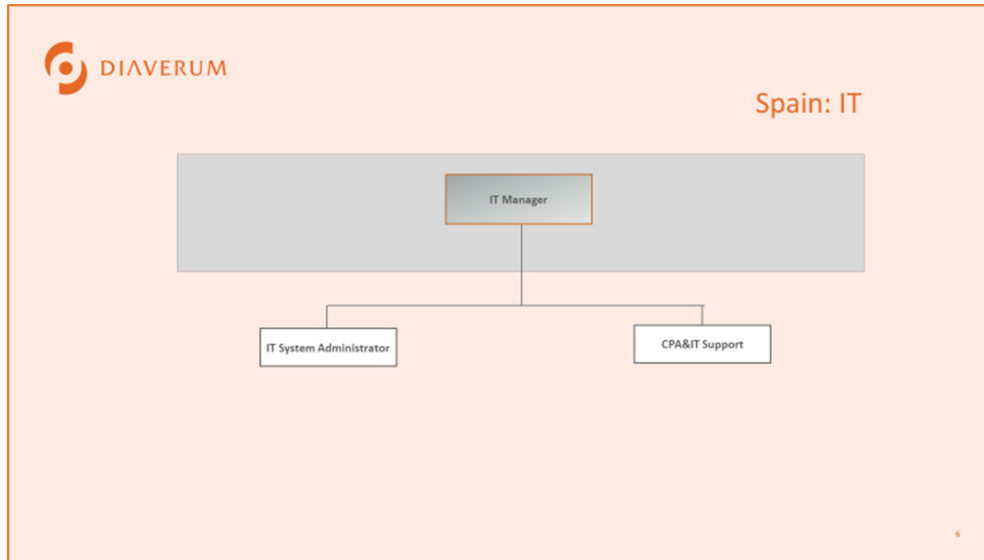 DIAVERUM
Spain: IT
IT Manager
IT System Administrator
CPA&IT Support
6